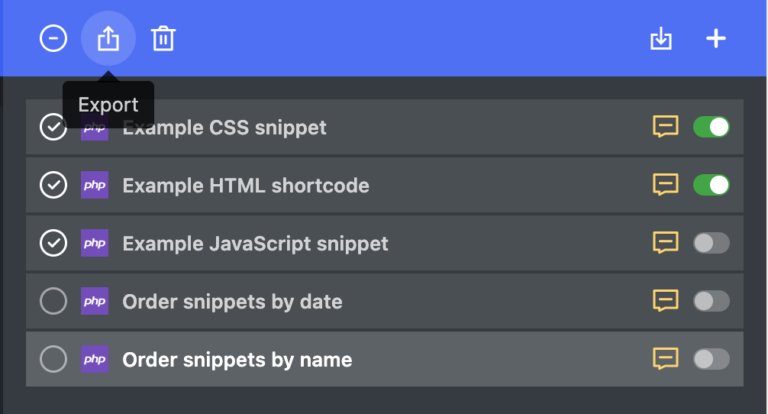 Export
php Example CSS snippet
php Example HTML shortcode
php Example JavaScript snippet
php Order snippets by date
php Order snippets by name